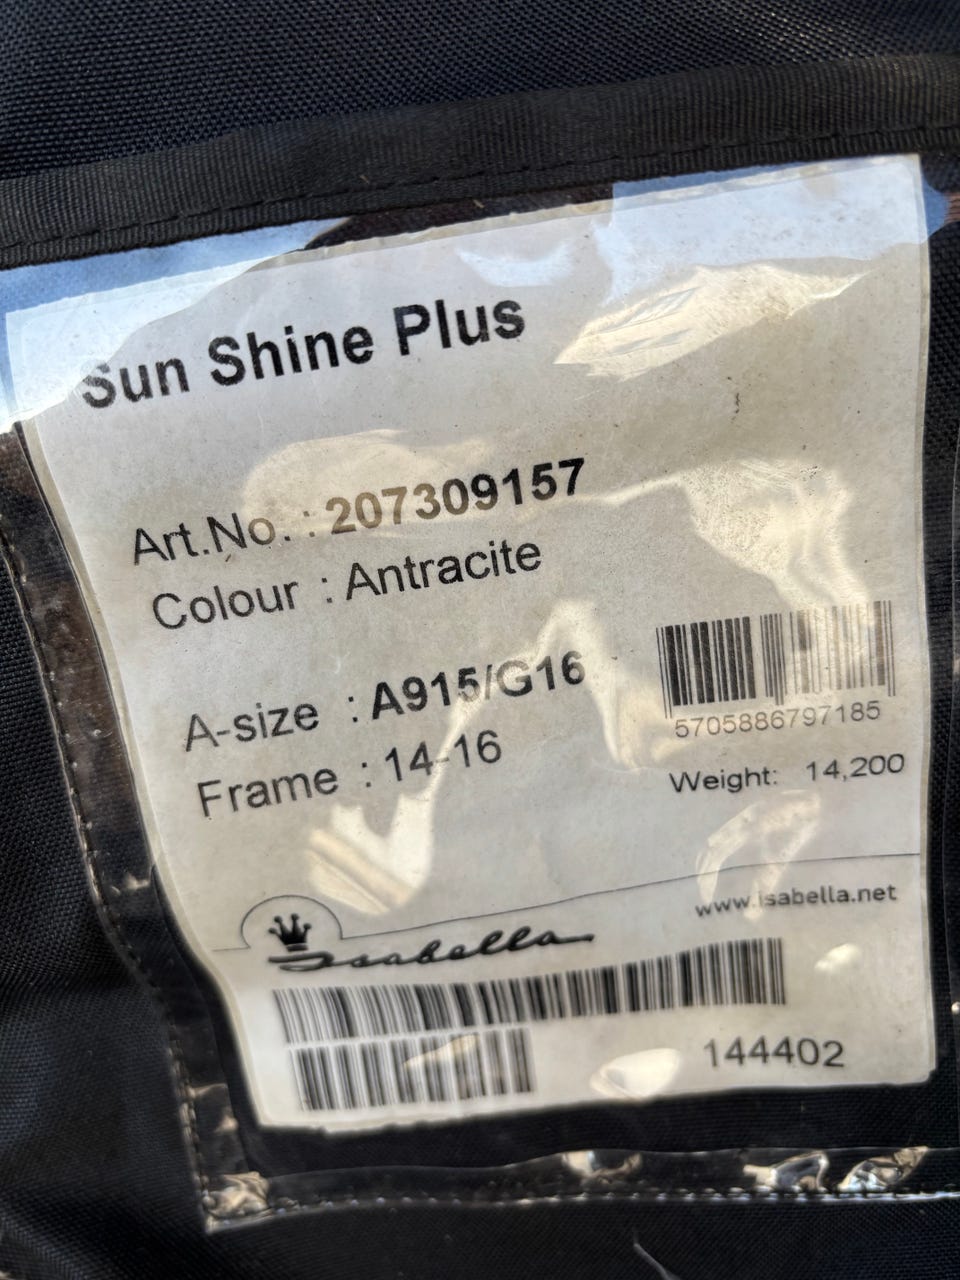 Sun Shine Plus
Art.No. : 207309157
Colour : Antracite
A-size : A915/G16
Frame : 14-16
5705886797185
Weight: 14,200
www.isabella.net
Isabella
144402